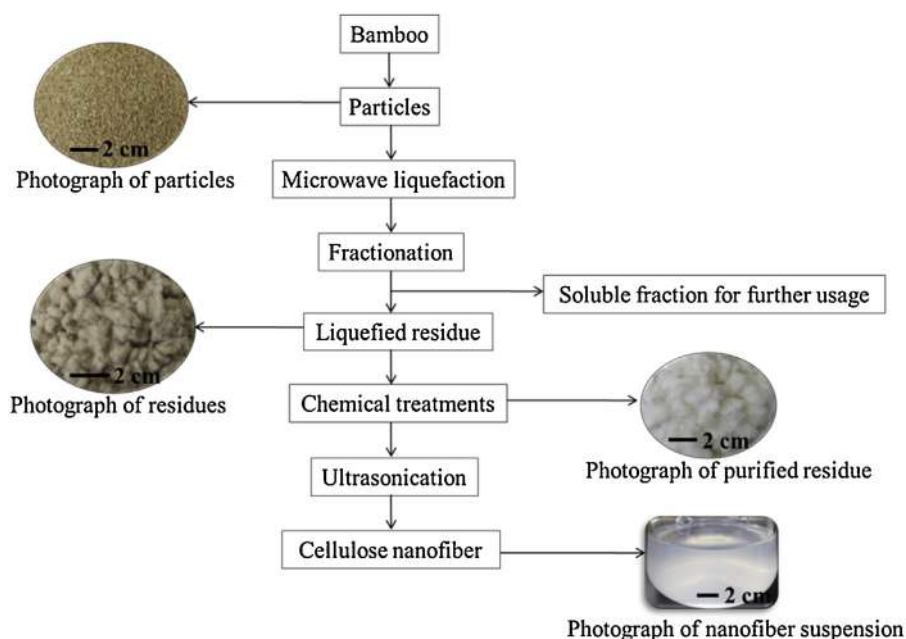 Bamboo
Particles
2 cm
Photograph of particles
Microwave liquefaction
Fractionation
Soluble fraction for further usage
Liquefied residue
2 cm
Photograph of residues
Chemical treatments
2 cm
Photograph of purified residue
Ultrasonication
Cellulose nanofiber
2 cm
Photograph of nanofiber suspension